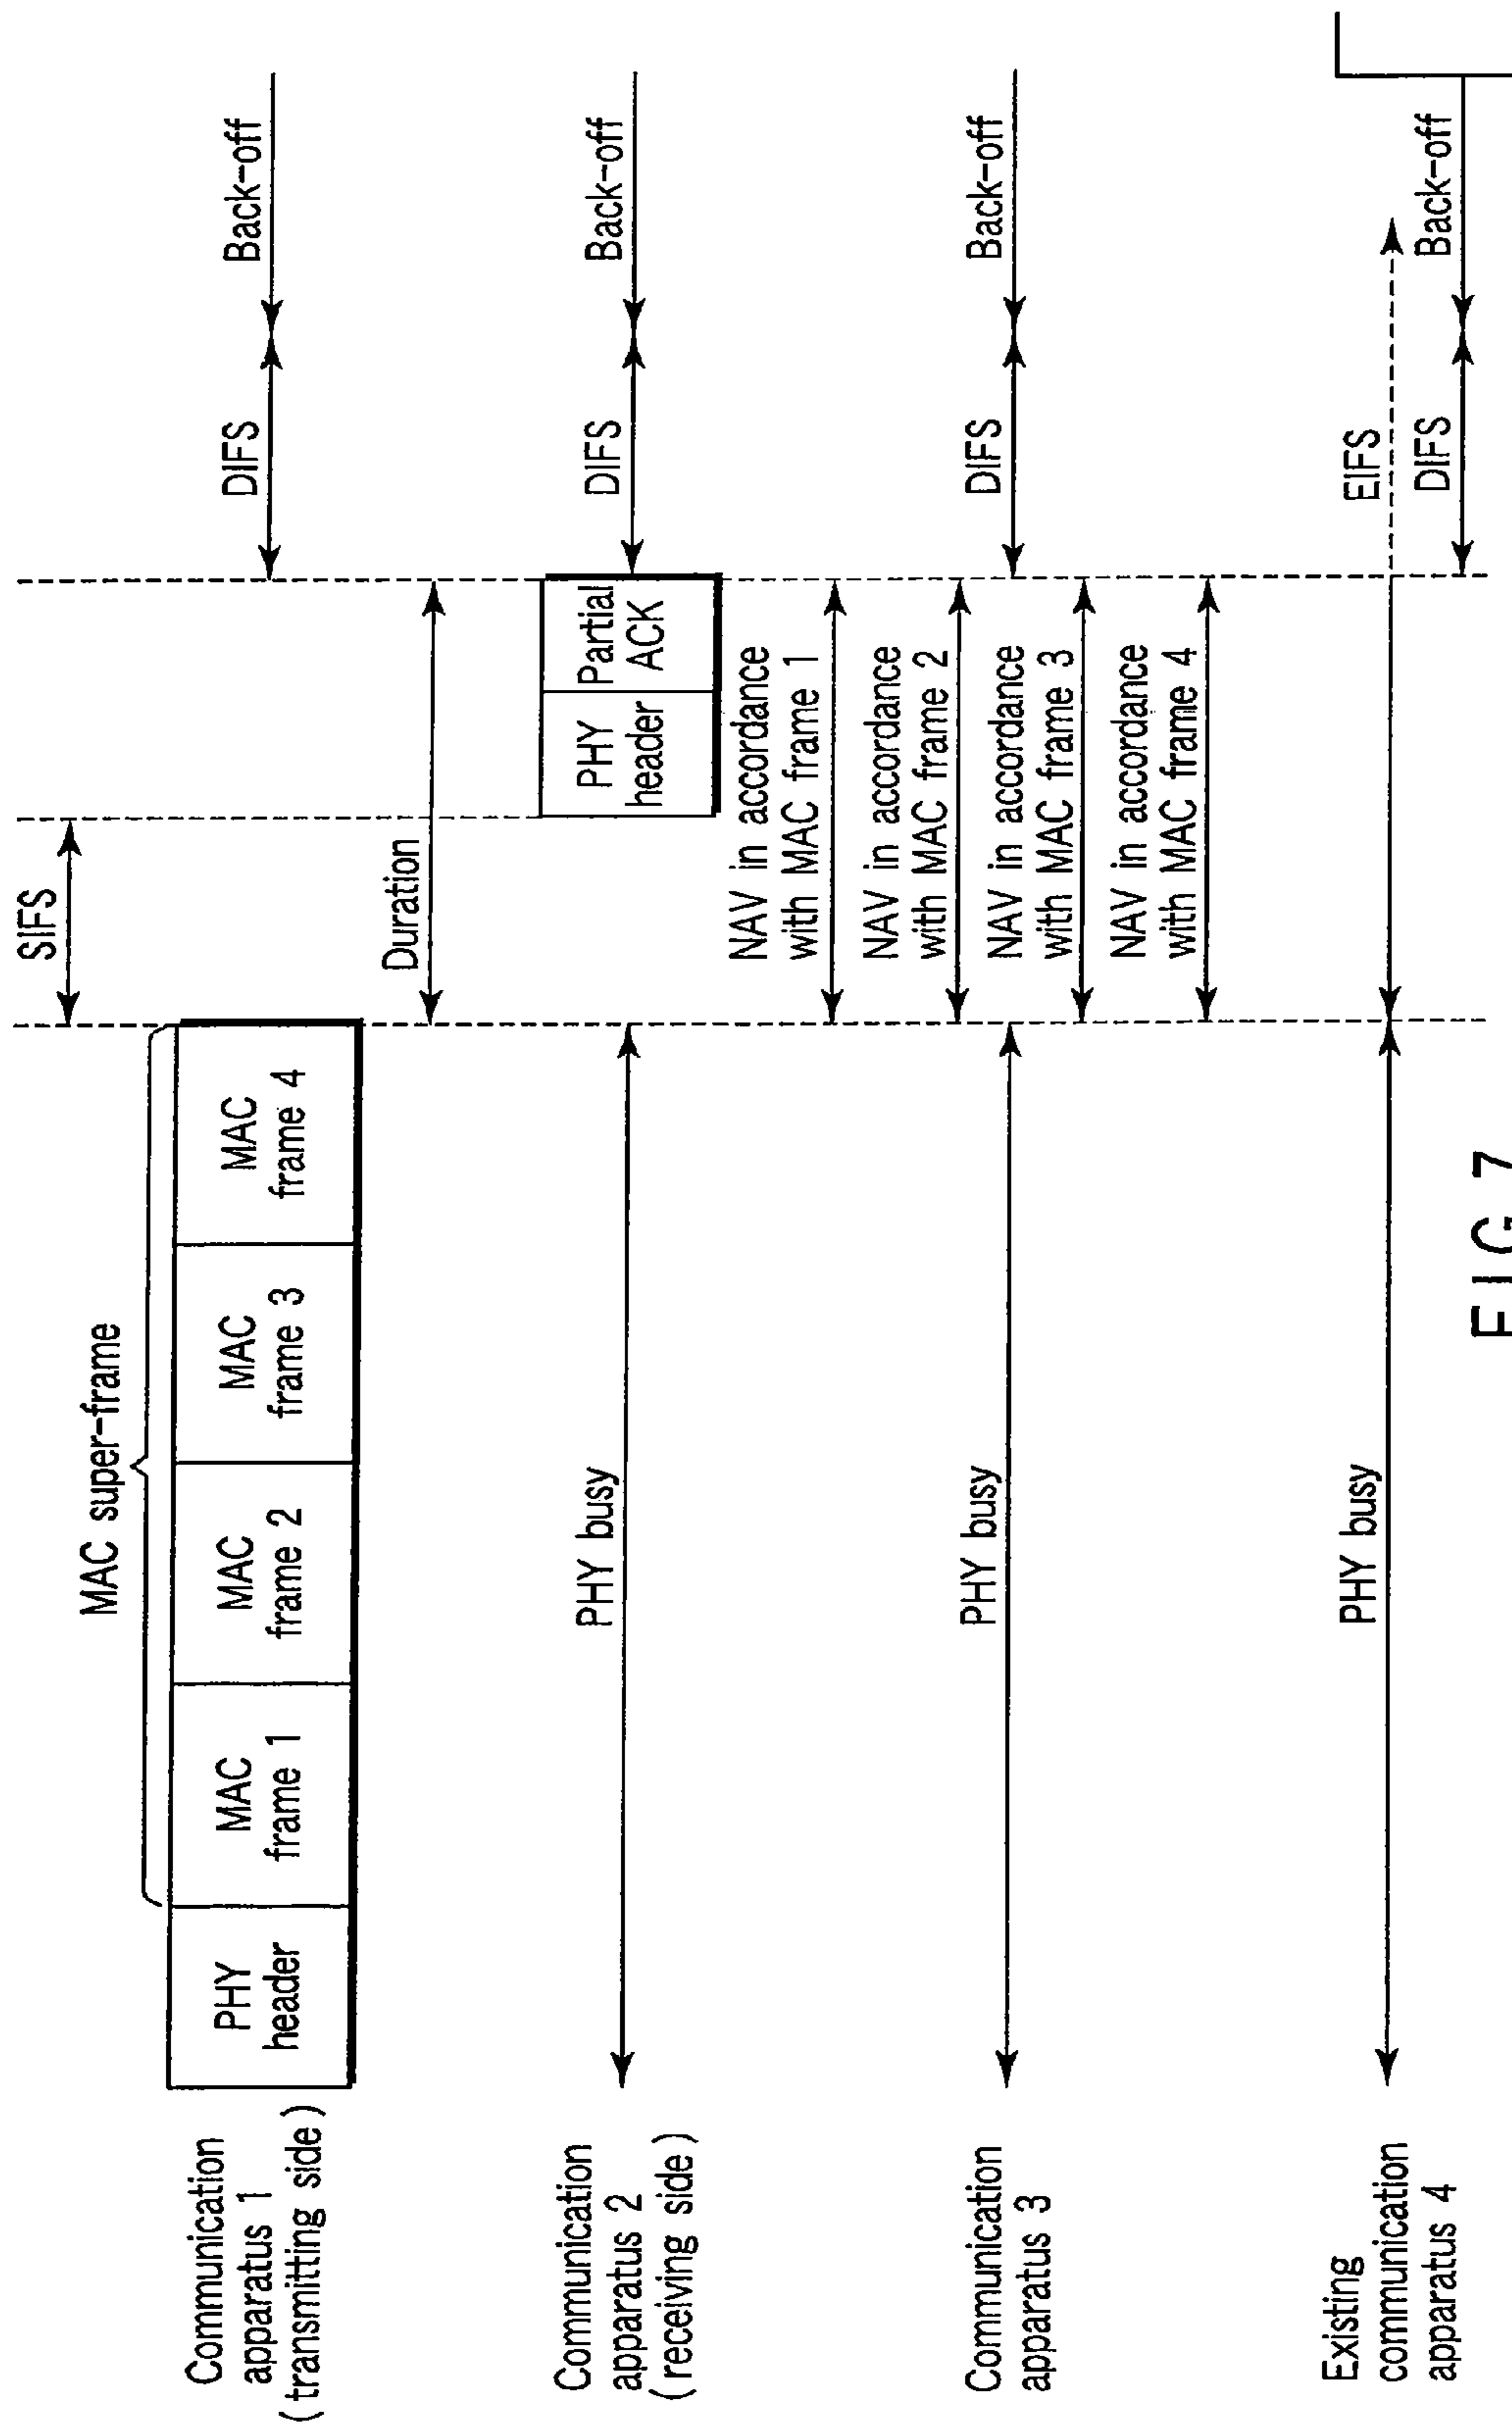 SIFS
MAC super-frame
Communication
apparatus 1
(transmitting side)
PHY
header
MAC
frame 1
MAC
frame 2
MAC
frame 3
MAC
frame 4
DIFS
Back-off
Duration
Communication
apparatus 2
(receiving side)
PHY busy
PHY
header
Partial
ACK
DIFS
Back-off
NAV in accordance
with MAC frame 1
NAV in accordance
with MAC frame 2
Communication
apparatus 3
PHY busy
NAV in accordance
with MAC frame 3
DIFS
Back-off
NAV in accordance
with MAC frame 4
Existing
communication
apparatus 4
PHY busy
EIFS
DIFS
Back-off
FIG. 7